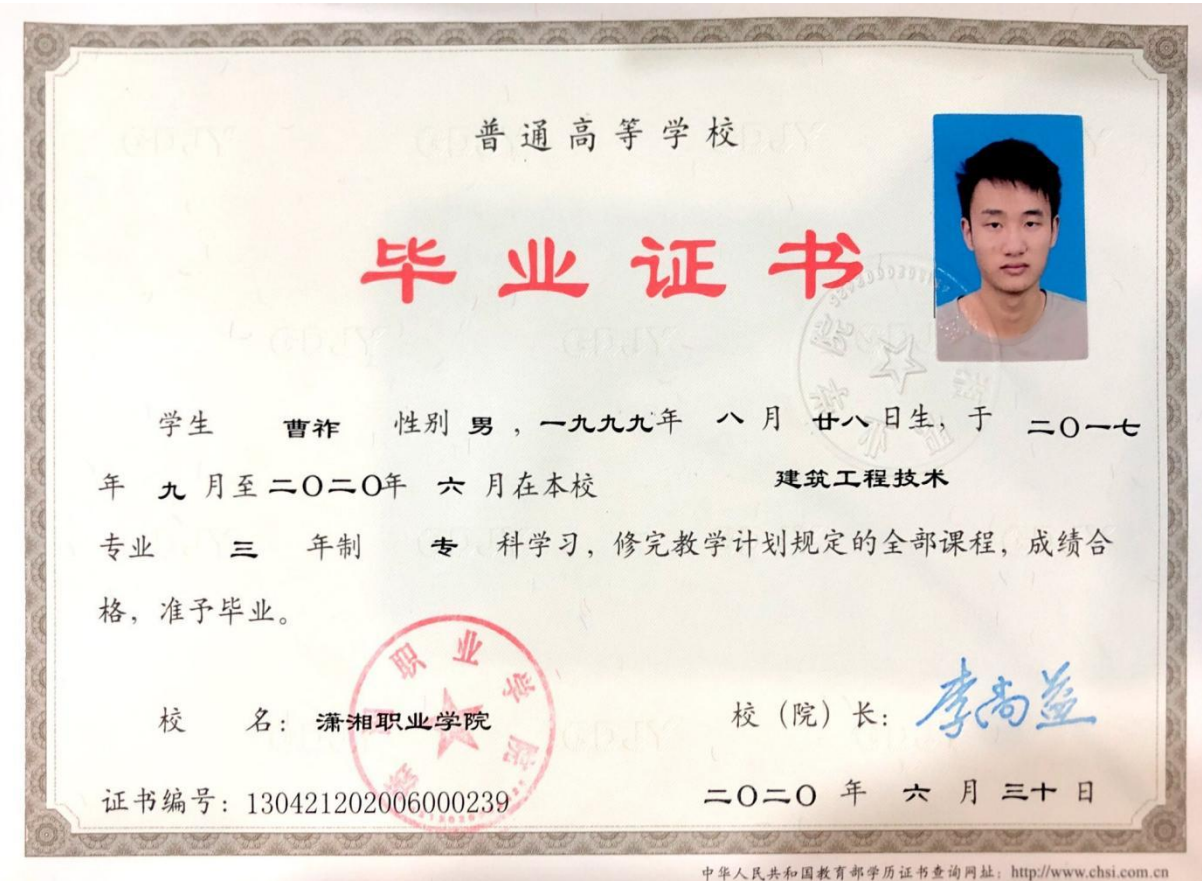 普通高等学校
毕业证书
学生 曹祚 性别 男，一九九九年 八月 廿八日生，于 二〇一七
年 九 月至二〇二〇年 六 月在本校 建筑工程技术
专业 三 年制 专 科学习，修完教学计划规定的全部课程，成绩合
格，准予毕业。
校 名：潇湘职业学院 校（院）长：李尚益
证书编号：130421202006000239 二〇二〇 年 六 月 三十 日
中华人民共和国教育部学历证书查询网址：http://www.chsi.com.cn